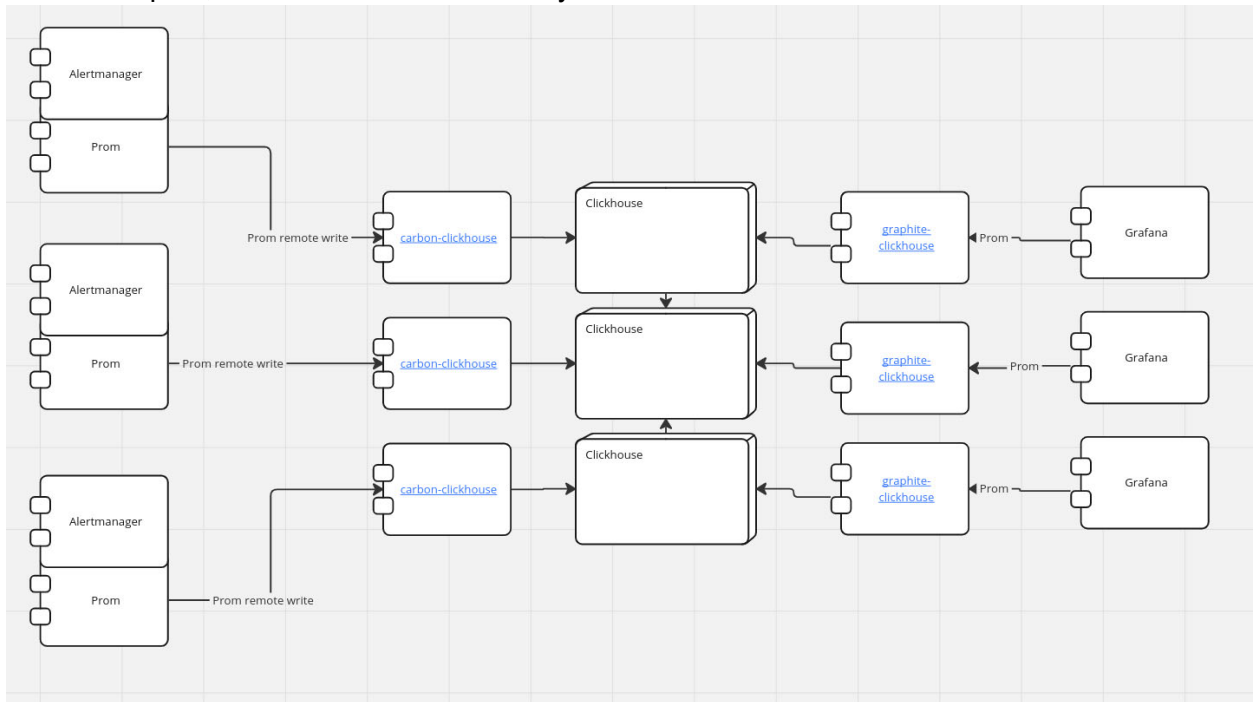 Alertmanager
Prom
Prom remote write
carbon-clickhouse
Clickhouse
graphite-
clickhouse
Prom
Grafana
Alertmanager
Prom
Prom remote write
carbon-clickhouse
Clickhouse
graphite-
clickhouse
Prom
Grafana
Alertmanager
Prom
Prom remote write
carbon-clickhouse
Clickhouse
graphite-
clickhouse
Prom
Grafana